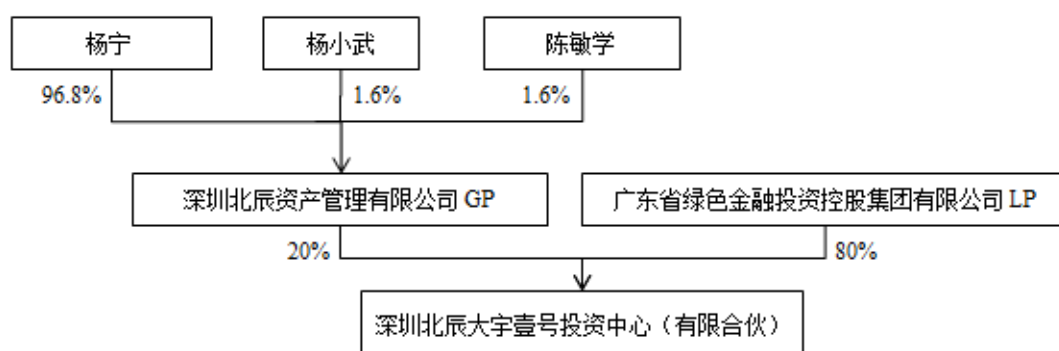 杨宁
杨小武
陈敏学
96.8%
1.6%
1.6%
深圳北辰资产管理有限公司 GP
广东省绿色金融投资控股集团有限公司 LP
20%
80%
深圳北辰大宇壹号投资中心（有限合伙）